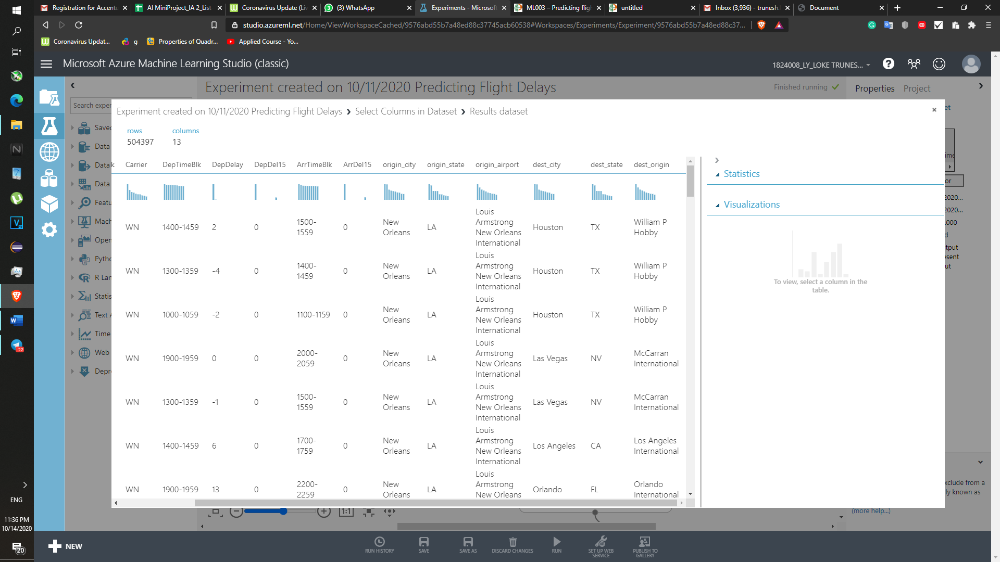 Registration for Accent
AI MiniProject_IA 2_List-
Coronavirus Update (Liv
(3) WhatsApp
Experiments - Microsoft
ML003 – Predicting fligh
untitled
Inbox (3,936) - trunesh.l
Document
studio.azureml.net/Home/ViewWorkspaceCached/9576abd55b7a48ed88c37745acb60538#Workspaces/Experiments/Experiment/9576abd55b7a48ed88c37...
Coronavirus Updat...
g
Properties of Quadr...
Applied Course - Yo...
Microsoft Azure Machine Learning Studio (classic)
1824008_LY_LOKE TRUNES...
Experiment created on 10/11/2020 Predicting Flight Delays
Finished running
Properties
Project
Search exper
Experiment created on 10/11/2020 Predicting Flight Delays > Select Columns in Dataset > Results dataset
rows
columns
504397
13
k Carrier DepTimeBlk DepDelay DepDel15 ArrTimeBlk ArrDel15 origin_city origin_state origin_airport dest_city dest_state dest_origin
WN 1400-1459 2 0 1500-1559 0 New Orleans LA Louis Armstrong New Orleans International Houston TX William P Hobby
WN 1300-1359 -4 0 1400-1459 0 New Orleans LA Louis Armstrong New Orleans International Houston TX William P Hobby
WN 1000-1059 -2 0 1100-1159 0 New Orleans LA Louis Armstrong New Orleans International Houston TX William P Hobby
WN 1900-1959 0 0 2000-2059 0 New Orleans LA Louis Armstrong New Orleans International Las Vegas NV McCarran International
WN 1300-1359 -1 0 1500-1559 0 New Orleans LA Louis Armstrong New Orleans International Las Vegas NV McCarran International
WN 1400-1459 6 0 1700-1759 0 New Orleans LA Louis Armstrong New Orleans International Los Angeles CA Los Angeles International
WN 1900-1959 13 0 2200-2259 0 New Orleans LA Louis Armstrong New Orleans Orlando FL Orlando International
Statistics
Visualizations
To view, select a column in the
table.
Saved
Data
Data
Data
Featu
Mach
Open
Pytho
R Lan
Statis
Text A
Time
Web
Depre
et
ime
or
2020...
2020...
.000
d
tput
esent
ut
xclude from a
rly known as
(more help...)
1:1
NEW
RUN HISTORY
SAVE
SAVE AS
DISCARD CHANGES
RUN
SET UP WEB
SERVICE
PUBLISH TO
GALLERY
22
ENG
11:36 PM
10/14/2020
20